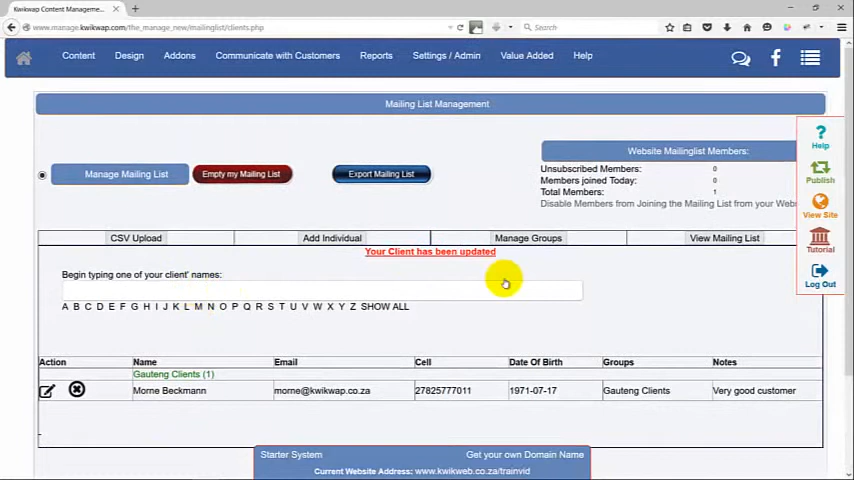 Kwikwap Content Manageme...
www.manage.kwikwap.com/the_manage_new/mailinglist/clients.php
Search
Content Design Addons Communicate with Customers Reports Settings / Admin Value Added Help
Mailing List Management
Manage Mailing List Empty my Mailing List Export Mailing List
Website Mailinglist Members:
Unsubscribed Members: 0
Members joined Today: 0
Total Members: 1
Disable Members from Joining the Mailing List from your Webs
Help
Publish
View Site
Tutorial
Log Out
CSV Upload Add Individual Manage Groups View Mailing List
Your Client has been updated
Begin typing one of your client' names:
A B C D E F G H I J K L M N O P Q R S T U V W X Y Z SHOW ALL
Action Name Email Cell Date Of Birth Groups Notes
Gauteng Clients (1)
Morne Beckmann morne@kwikwap.co.za 27825777011 1971-07-17 Gauteng Clients Very good customer
Starter System Get your own Domain Name
Current Website Address: www.kwikweb.co.za/trainvid